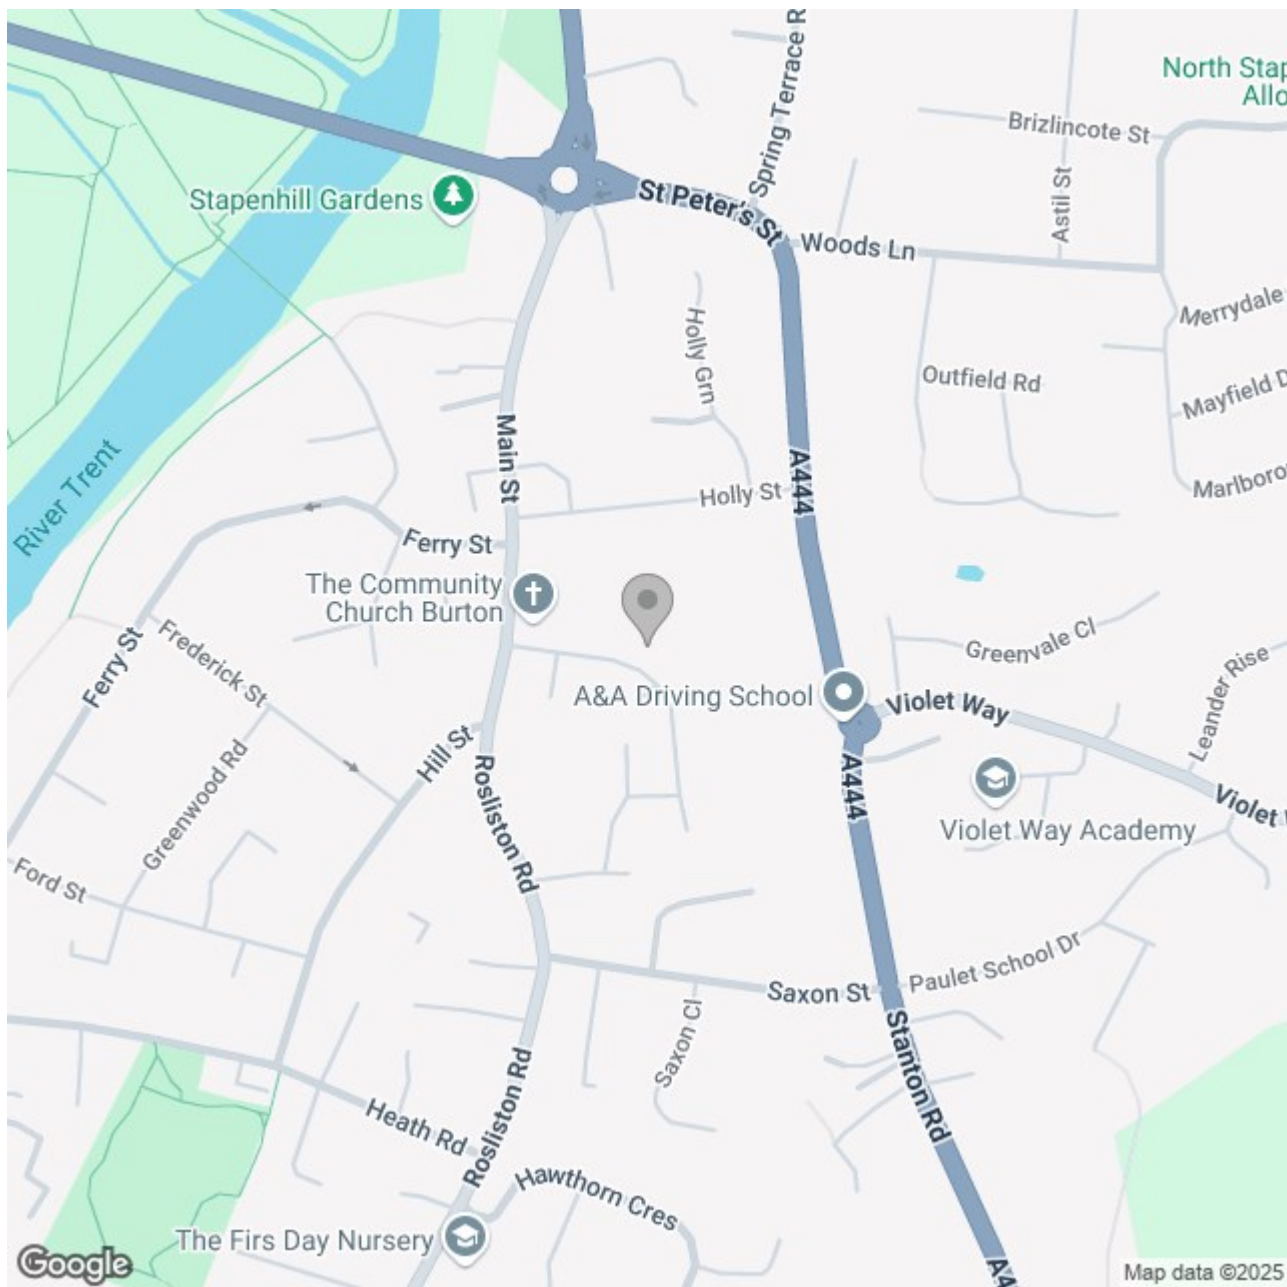 North Stap
Allo
Spring Terrace R
Brizlincote St
Stapenhill Gardens
St Peter's St
Astil St
Woods Ln
Merrydale
Holly Grn
Outfield Rd
Mayfield D
Main St
River Trent
A444
Holly St
Marlboro
Ferry St
The Community
Church Burton
Frederick St
Greenvale Cl
Ferry St
Leander Rise
A&A Driving School
Violet Way
Hill St
Greenwood Rd
Rosliston Rd
A444
Violet Way Academy
Violet
Ford St
Paulet School Dr
Saxon St
Saxon Cl
Stanton Rd
Heath Rd
Rosliston Rd
Hawthorn Cres
The Firs Day Nursery
Google
A4
Map data ©2025